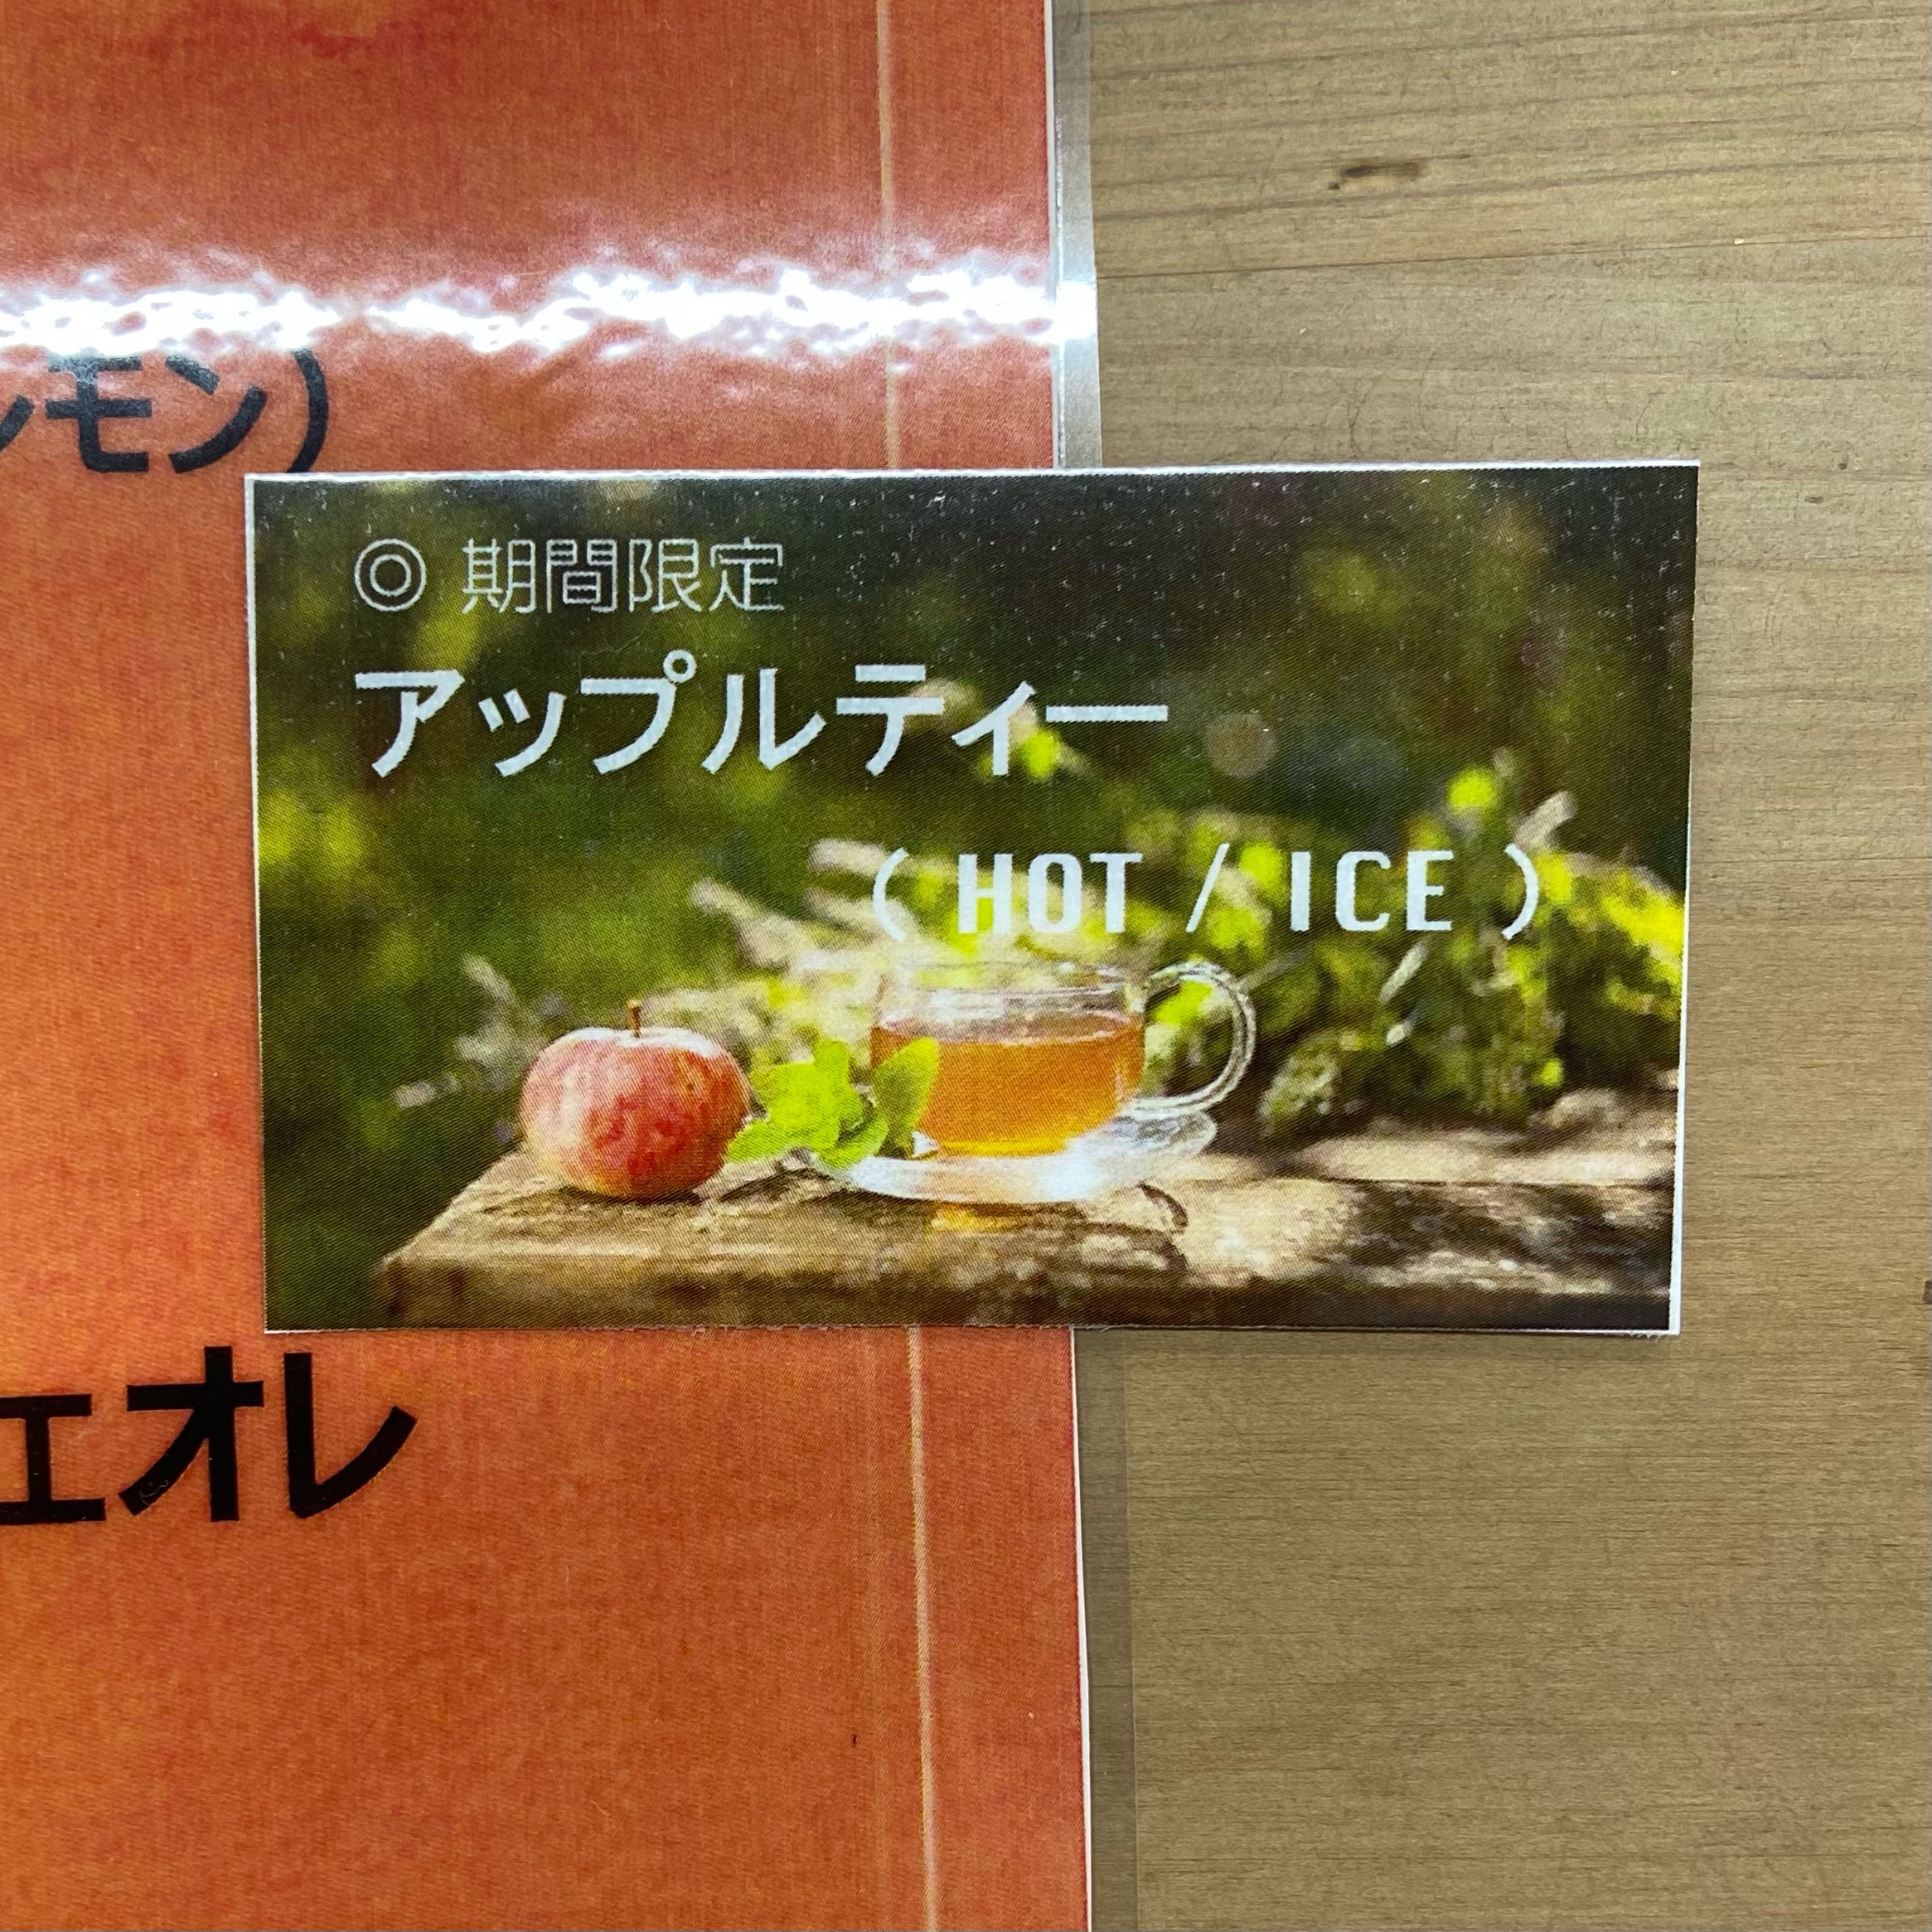 モン)
◎ 期間限定
アップルティー
( HOT / ICE )
ェオレ